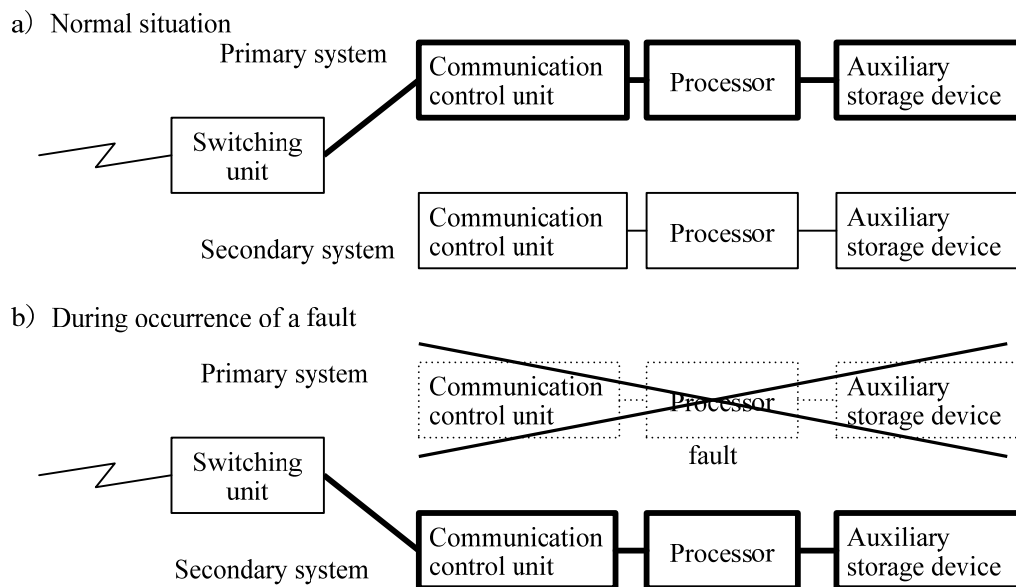 a) Normal situation
Primary system
Communication
control unit
Processor
Auxiliary
storage device
Switching
unit
Communication
control unit
Processor
Auxiliary
storage device
Secondary system
b) During occurrence of a fault
Primary system
Communication
control unit
Processor
Auxiliary
storage device
fault
Switching
unit
Communication
control unit
Processor
Auxiliary
storage device
Secondary system